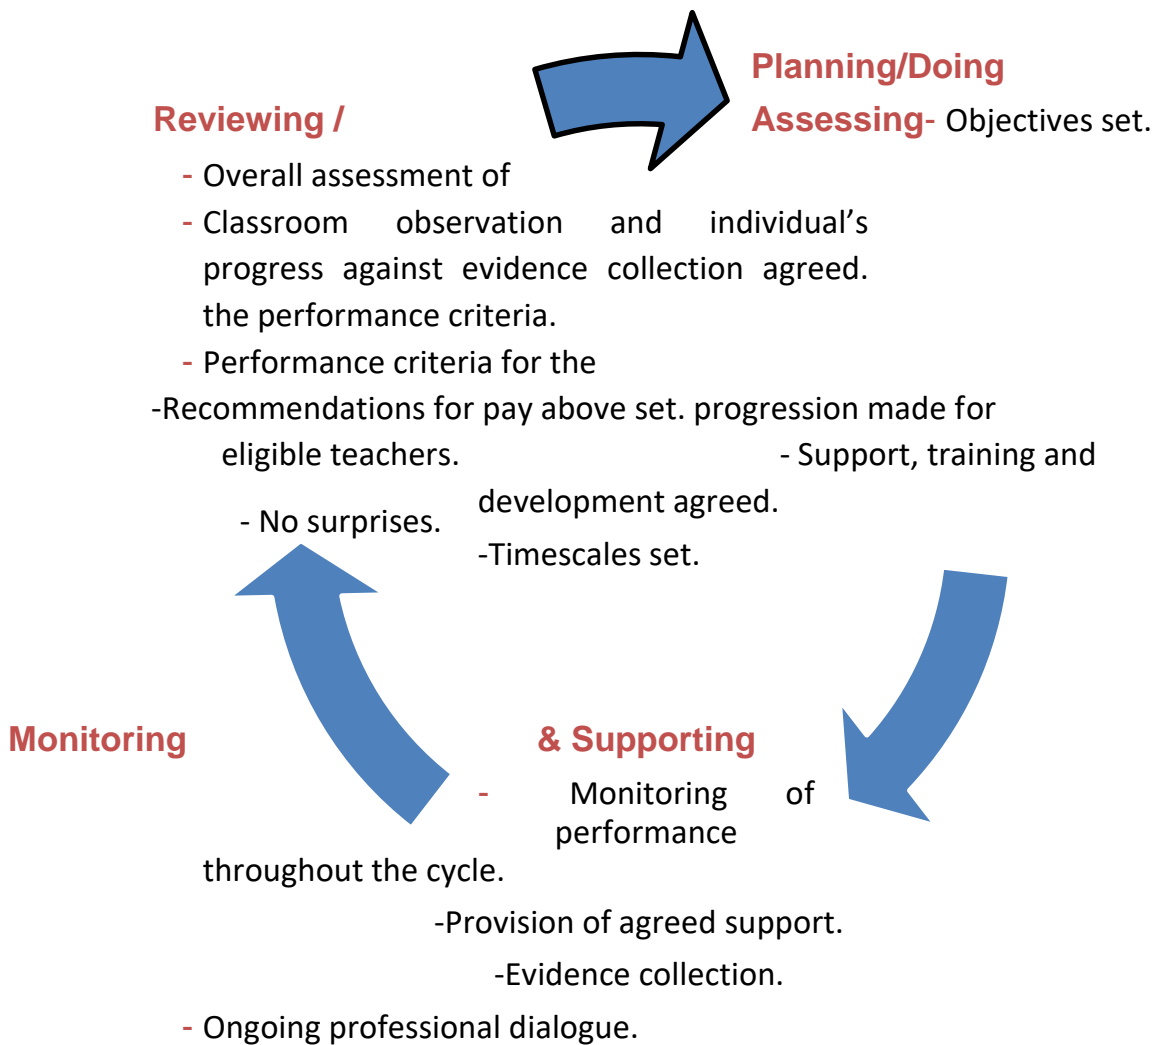 Planning/Doing
Reviewing /
Assessing- Objectives set.
- Overall assessment of
- Classroom observation and individual’s
progress against evidence collection agreed.
the performance criteria.
- Performance criteria for the
-Recommendations for pay above set. progression made for
eligible teachers. - Support, training and
development agreed.
- No surprises.
-Timescales set.
Monitoring & Supporting
- Monitoring of
performance
throughout the cycle.
-Provision of agreed support.
-Evidence collection.
- Ongoing professional dialogue.